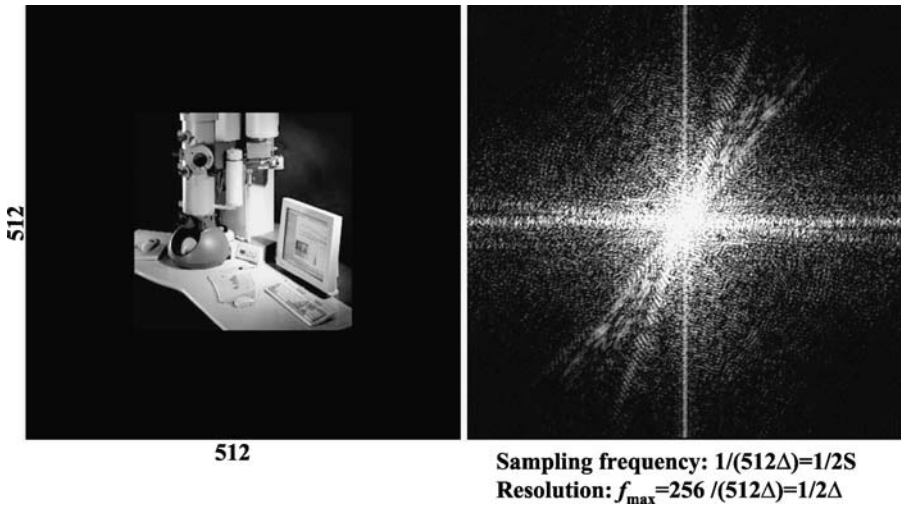 512
512
Sampling frequency: 1/(512Δ)=1/2S
Resolution: fmax=256 /(512Δ)=1/2Δ